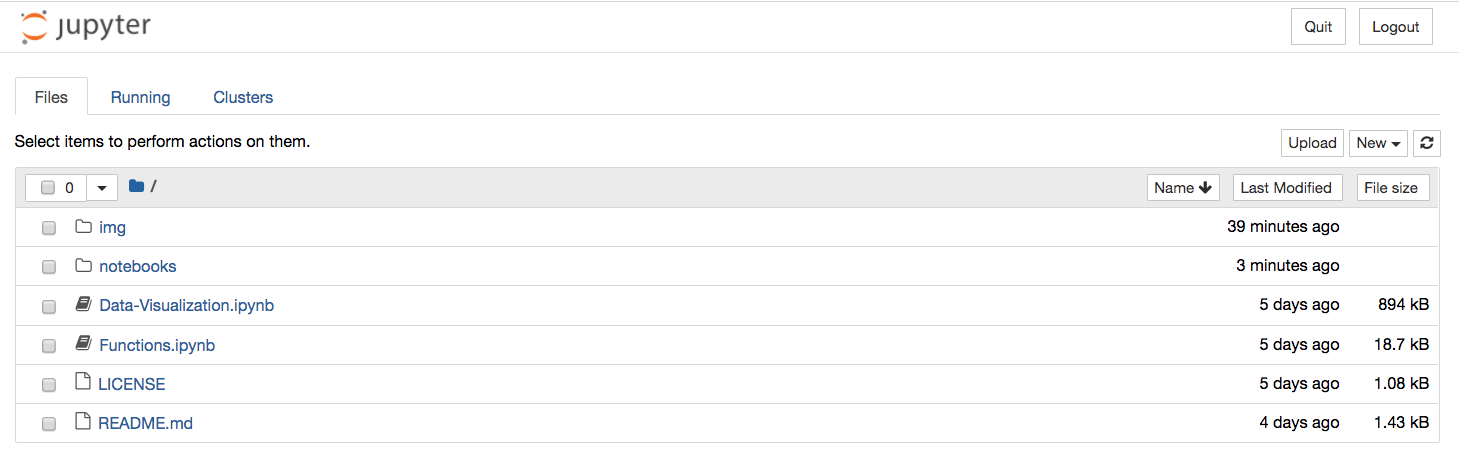 jupyter Quit Logout
Files Running Clusters
Select items to perform actions on them. Upload New
0 / Name Last Modified File size
img 39 minutes ago
notebooks 3 minutes ago
Data-Visualization.ipynb 5 days ago 894 kB
Functions.ipynb 5 days ago 18.7 kB
LICENSE 5 days ago 1.08 kB
README.md 4 days ago 1.43 kB